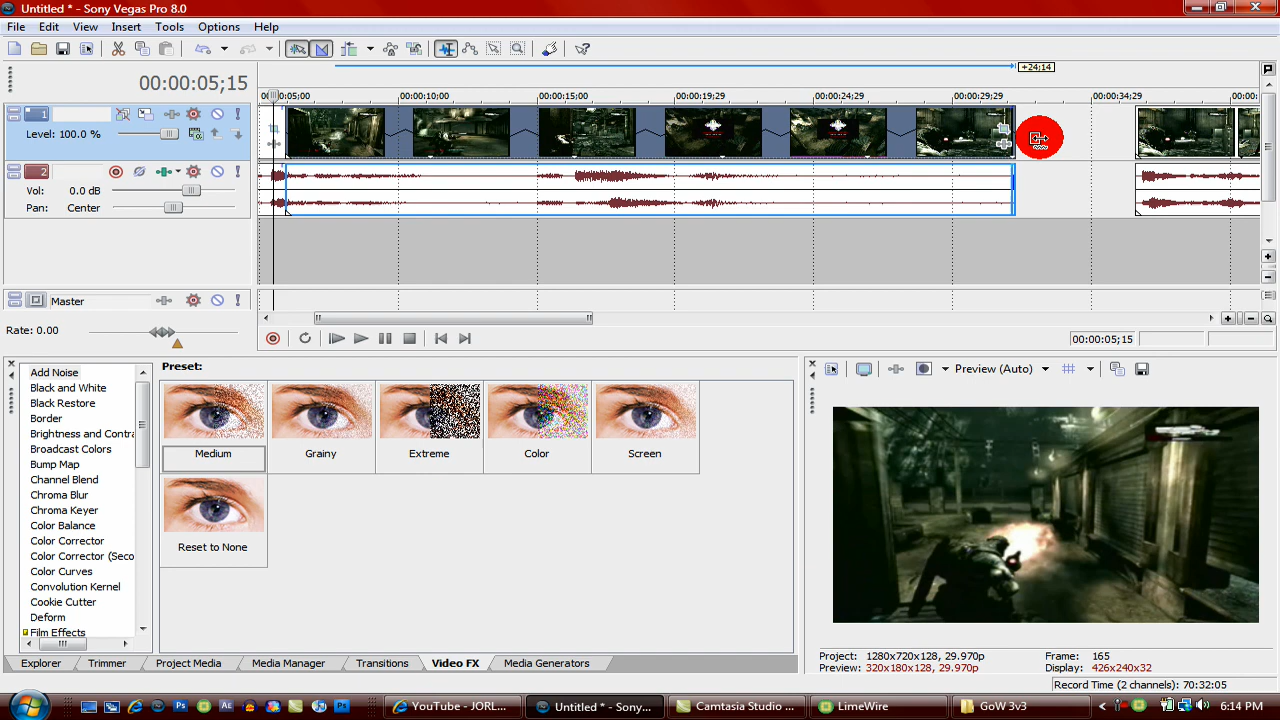 Untitled * - Sony Vegas Pro 8.0
File Edit View Insert Tools Options Help
00:00:05;15
+24;14
00:00:05;00 00:00:10;00 00:00:15;00 00:00:19;29 00:00:24;29 00:00:29;29 00:00:34;29 00:00:
1
Level: 100.0 %
2
Vol: 0.0 dB
Pan: Center
Master
Rate: 0.00
00:00:05;15
Add Noise
Black and White
Black Restore
Border
Brightness and Contra
Broadcast Colors
Bump Map
Channel Blend
Chroma Blur
Chroma Keyer
Color Balance
Color Corrector
Color Corrector (Seco
Color Curves
Convolution Kernel
Cookie Cutter
Deform
Film Effects
Preset:
Medium Grainy Extreme Color Screen
Reset to None
Explorer Trimmer Project Media Media Manager Transitions Video FX Media Generators
Preview (Auto)
Project: 1280x720x128, 29.970p Frame: 165
Preview: 320x180x128, 29.970p Display: 426x240x32
Record Time (2 channels): 70:32:05
YouTube - JORL... Untitled * - Sony... Camtasia Studio ... LimeWire GoW 3v3 6:14 PM